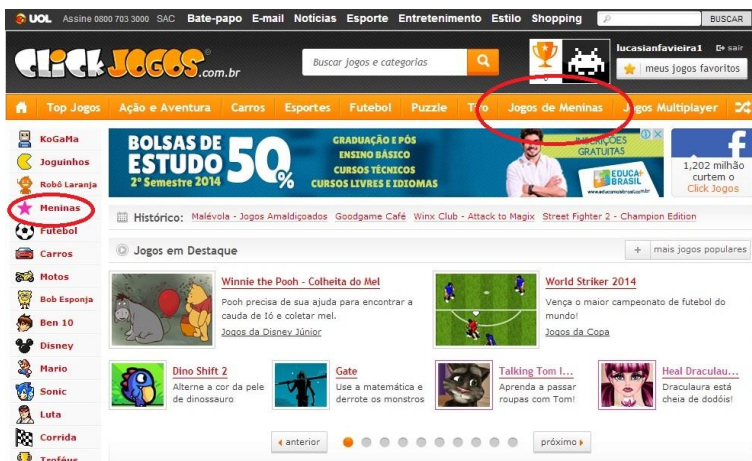 UOL Assine 0800 703 3000 SAC Bate-papo E-mail Notícias Esporte Entretenimento Estilo Shopping BUSCAR
CLICK JOGOS.com.br
Buscar jogos e categorias
lucasianfavieira1 sair
meus jogos favoritos
Top Jogos Ação e Aventura Carros Esportes Futebol Puzzle Tiro Jogos de Meninas Jogos Multiplayer
KoGaMa
Joguinhos
Robô Laranja
Meninas
Futebol
Carros
Motos
Bob Esponja
Ben 10
Disney
Mario
Sonic
Luta
Corrida
Troféus
BOLSAS DE
ESTUDO
2º Semestre 2014
50%
GRADUAÇÃO E PÓS
ENSINO BÁSICO
CURSOS TÉCNICOS
CURSOS LIVRES E IDIOMAS
INSCRIÇÕES
GRATUITAS
EDUCA+
BRASIL
www.educamaisbrasil.com.br
1,202 milhão
curtem o
Click Jogos
Histórico: Malévola - Jogos Amaldiçoados Goodgame Café Winx Club - Attack to Magix Street Fighter 2 - Champion Edition
Jogos em Destaque
+ mais jogos populares
Winnie the Pooh - Colheita do Mel
Pooh precisa de sua ajuda para encontrar a
cauda de Ió e coletar mel.
Jogos da Disney Júnior
World Striker 2014
Vença o maior campeonato de futebol do
mundo!
Jogos da Copa
Dino Shift 2
Alterne a cor da pele
de dinossauro
Gate
Use a matemática e
derrote os monstros
Talking Tom I...
Aprenda a passar
roupas com Tom!
Heal Draculau...
Draculaura está
cheia de dodóis!
anterior
próximo